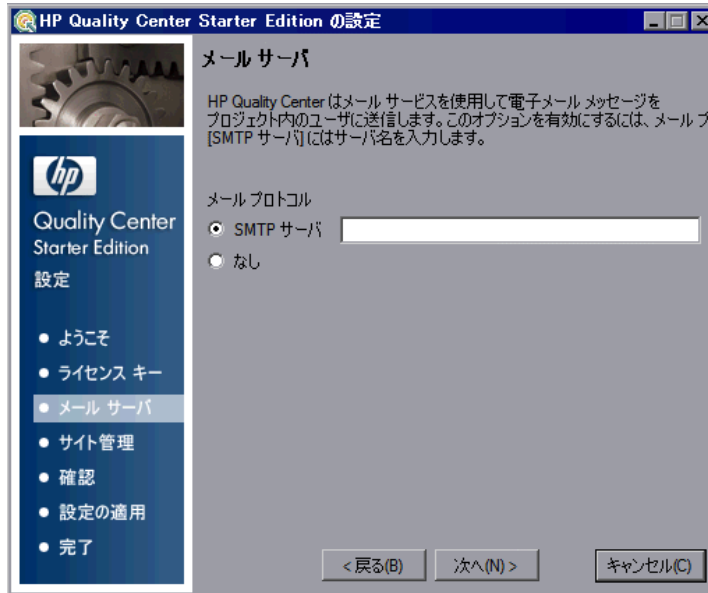 HP Quality Center Starter Edition の設定
メール サーバ
HP Quality Center はメール サービスを使用して電子メール メッセージを
プロジェクト内のユーザに送信します。このオプションを有効にするには、メール プ
[SMTP サーバ] にはサーバ名を入力します。
hp
Quality Center
Starter Edition
設定
ようこそ
ライセンス キー
メール サーバ
サイト管理
確認
設定の適用
完了
メール プロトコル
SMTP サーバ
なし
< 戻る(B)
次へ(N) >
キャンセル(C)